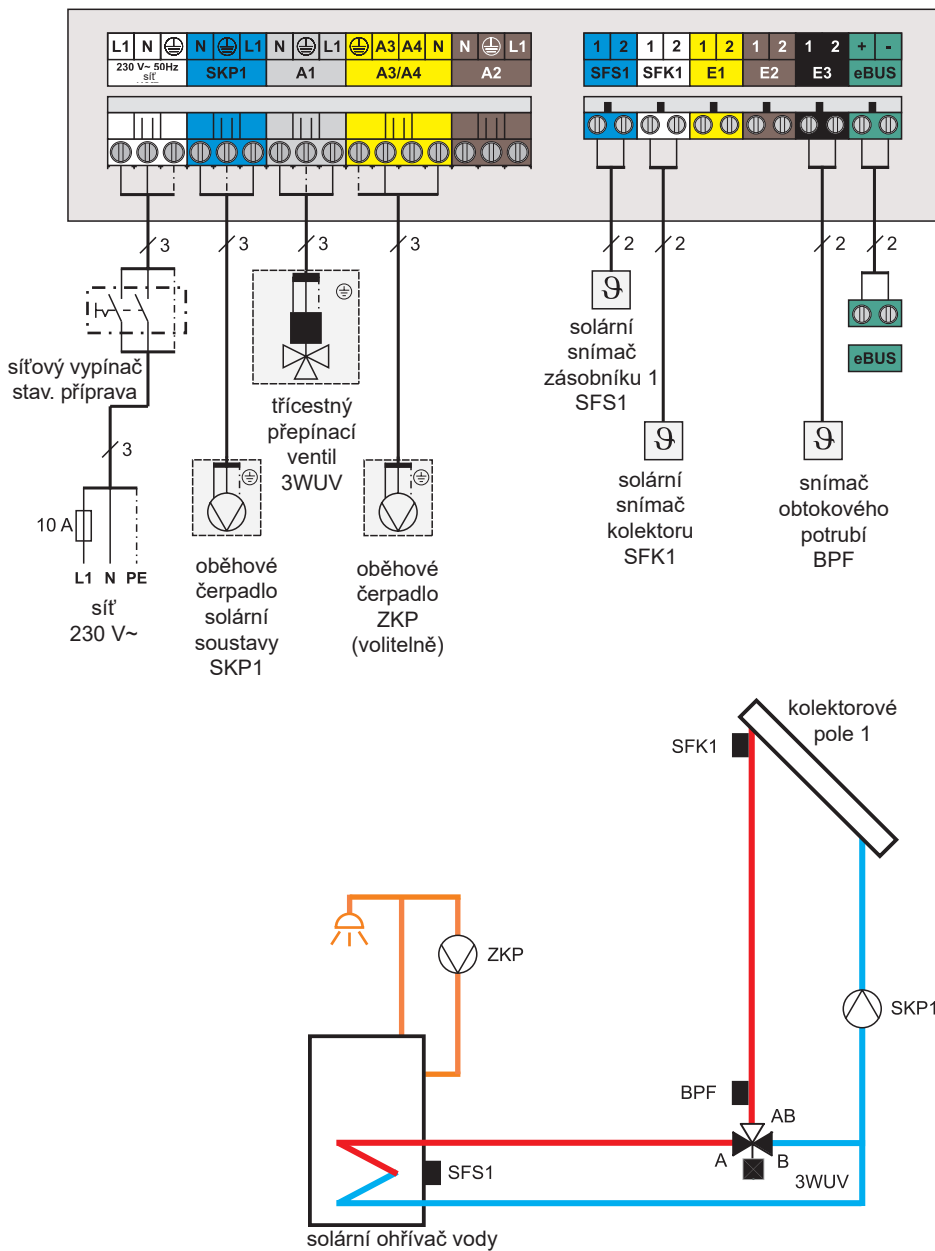 L1 N N L1 N L1 A3 A4 N N L1
230 V~ 50Hz
síť
SKP1 A1 A3/A4 A2
1 2 1 2 1 2 1 2 1 2 + -
SFS1 SFK1 E1 E2 E3 eBUS
3 3 3 3 2 2 2 2
síťový vypínač
stav. příprava
3
10 A
L1 N PE
síť
230 V~
oběhové
čerpadlo
solární
soustavy
SKP1
třícestný
přepínací
ventil
3WUV
oběhové
čerpadlo
ZKP
(volitelně)
ϑ
solární
snímač
zásobníku 1
SFS1
ϑ
solární
snímač
kolektoru
SFK1
ϑ
snímač
obtokového
potrubí
BPF
eBUS
kolektorové
pole 1
SFK1
ZKP
SKP1
BPF
AB
A
B
3WUV
SFS1
solární ohřívač vody